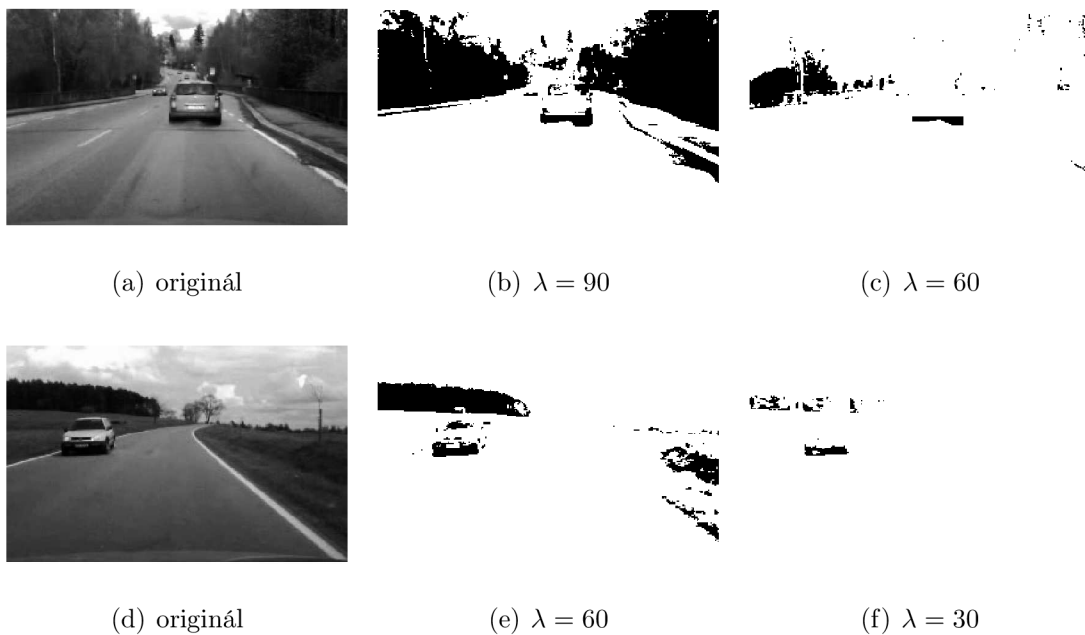 (a) originál
(b) λ = 90
(c) λ = 60
(d) originál
(e) λ = 60
(f) λ = 30